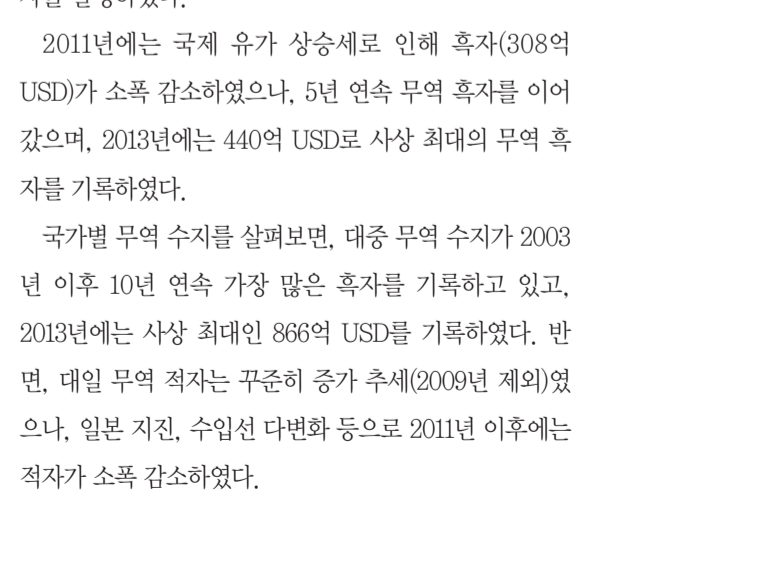 2011년에는 국제 유가 상승세로 인해 흑자(308억
USD)가 소폭 감소하였으나, 5년 연속 무역 흑자를 이어
갔으며, 2013년에는 440억 USD로 사상 최대의 무역 흑
자를 기록하였다.
국가별 무역 수지를 살펴보면, 대중 무역 수지가 2003
년 이후 10년 연속 가장 많은 흑자를 기록하고 있고,
2013년에는 사상 최대인 866억 USD를 기록하였다. 반
면, 대일 무역 적자는 꾸준히 증가 추세(2009년 제외)였
으나, 일본 지진, 수입선 다변화 등으로 2011년 이후에는
적자가 소폭 감소하였다.